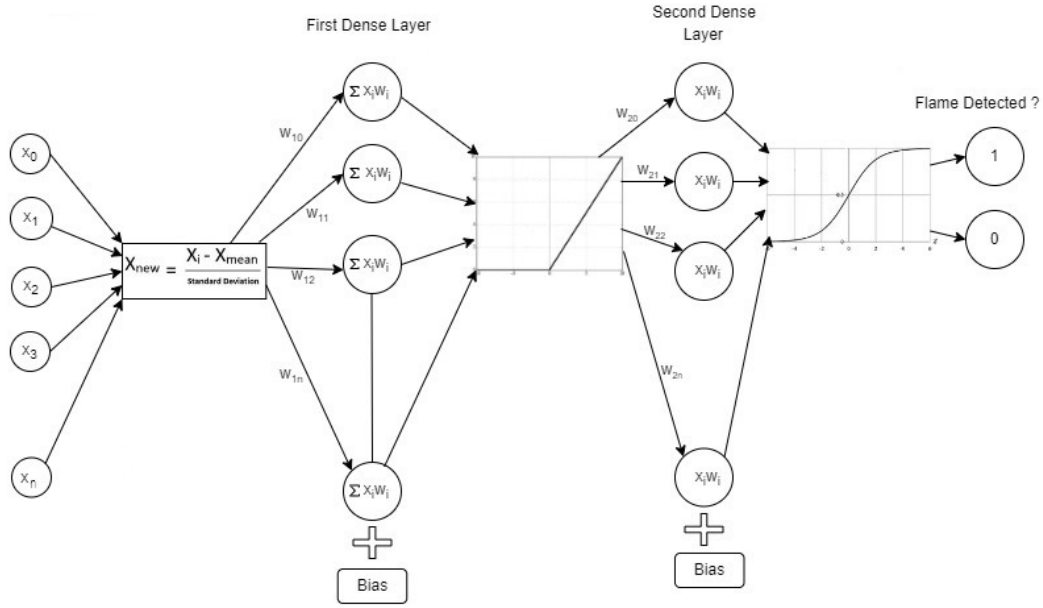 First Dense Layer
Second Dense
Layer
Flame Detected ?
X0
X1
X2
X3
Xn
Xnew = Xi - Xmean
Standard Deviation
W10
W11
W12
W1n
Σ XiWi
Σ XiWi
Σ XiWi
Σ XiWi
Bias
W20
W21
W22
W2n
XiWi
XiWi
XiWi
XiWi
Bias
1
0